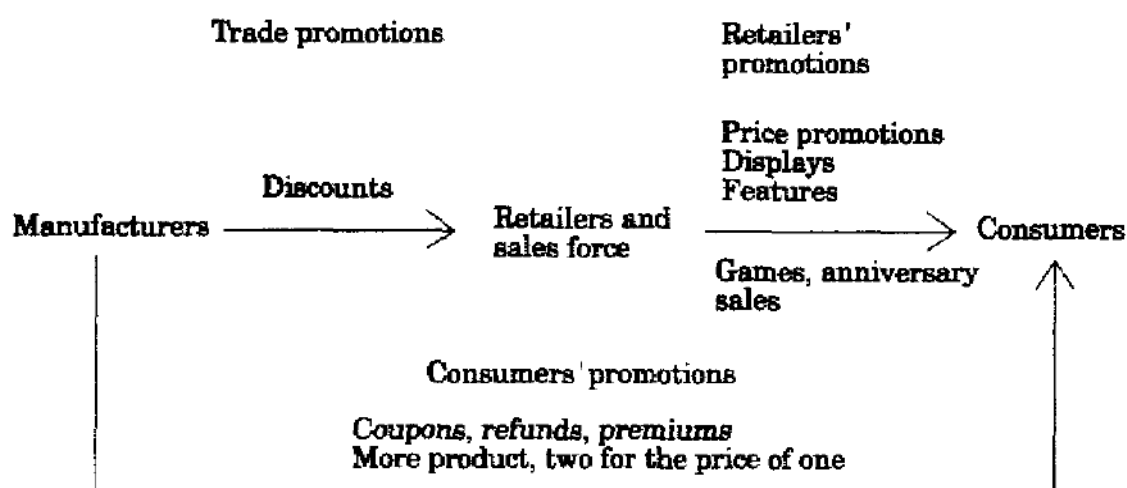 Trade promotions
Retailers'
promotions
Price promotions
Displays
Features
Discounts
Manufacturers
Retailers and
sales force
Consumers
Games, anniversary
sales
Consumers' promotions
Coupons, refunds, premiums
More product, two for the price of one